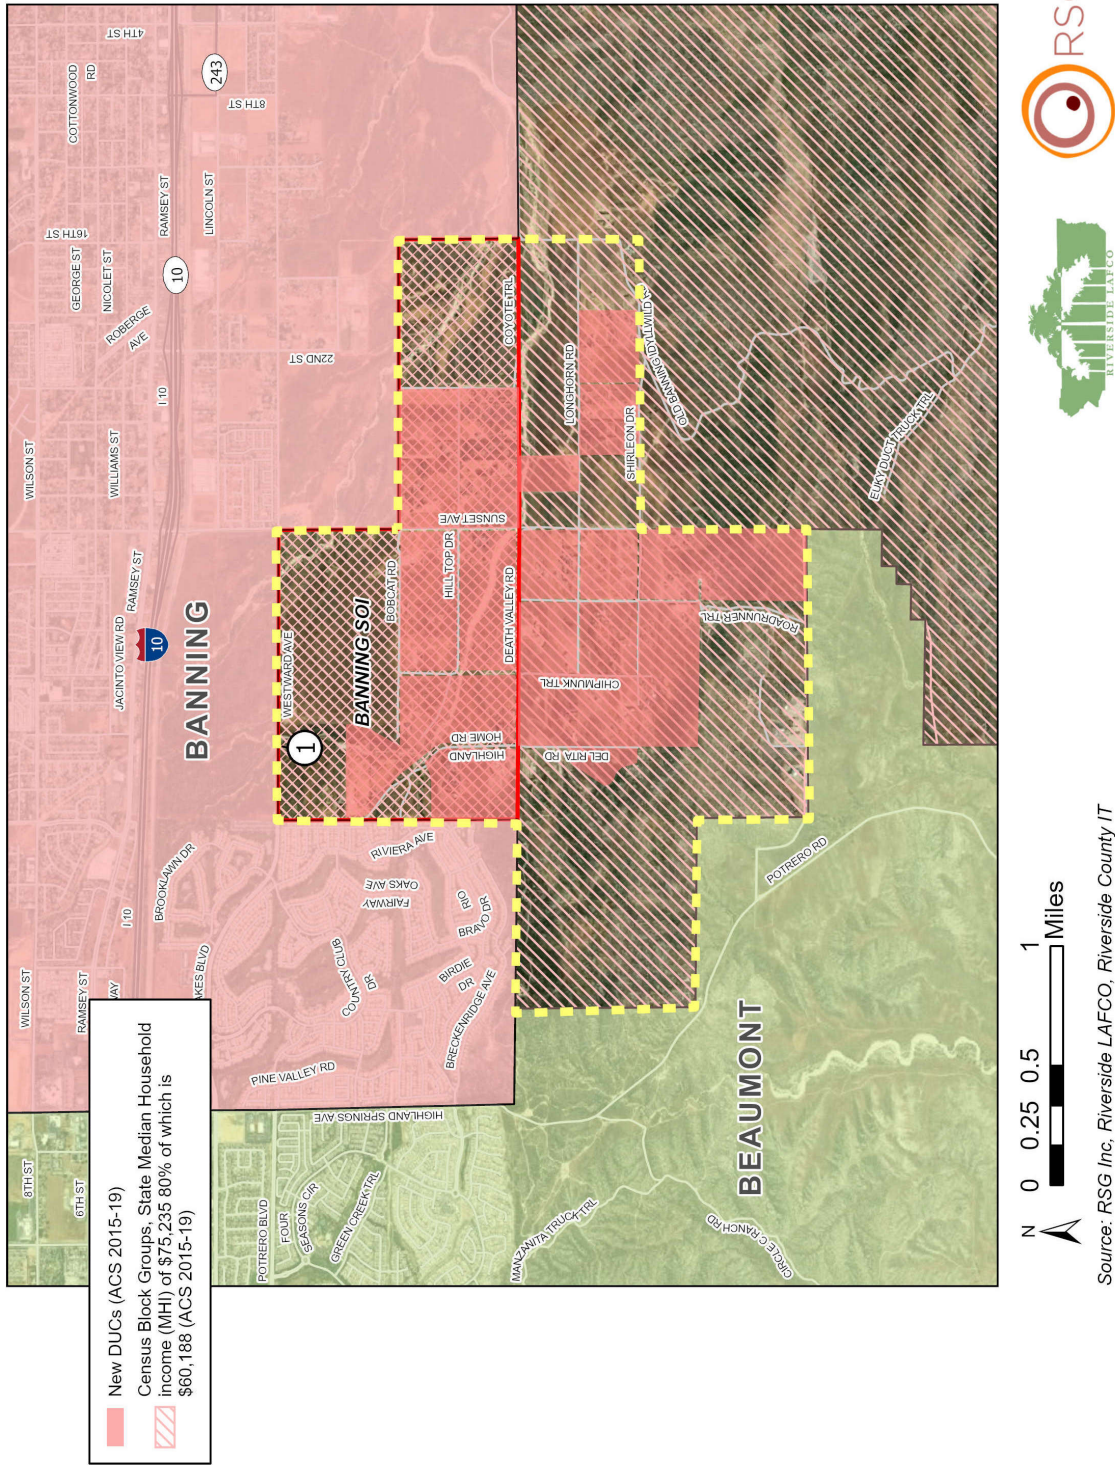 New DUCs (ACS 2015-19)
Census Block Groups, State Median Household
income (MHI) of $75,235 80% of which is
$60,188 (ACS 2015-19)
WILSON ST
RAMSEY ST
WAY
AKES BLVD
8TH ST
6TH ST
I 10
BROOKLAWN DR
JACINTO VIEW RD
RAMSEY ST
10
BANNING
WILSON ST
WILLIAMS ST
I 10
ROBERGE
AVE
GEORGE ST
NICOLET ST
16TH ST
RAMSEY ST
10
LINCOLN ST
COTTONWOOD
RD
4TH ST
243
8TH ST
22ND ST
PINE VALLEY RD
COUNTRY CLUB
DR
FAIRWAY
OAKS AVE
RIVIERA AVE
BIRDIE
DR
RIO
BRAVO DR
BRECKENRIDGE AVE
HIGHLAND SPRINGS AVE
POTRERO BLVD
FOUR
SEASONS CIR
GREEN CREEK TRL
WESTWARD AVE
1
BANNING SOI
BOBCAT RD
HILL TOP DR
SUNSET AVE
COYOTE TRL
HIGHLAND
HOME RD
DEATH VALLEY RD
DEL RITA RD
CHIPMUNK TRL
LONGHORN RD
SHIRLEON DR
OLD BANNING IDYLLWILD
ROADRUNNER TRL
EUKY DUCT TRUCK TRL
MANZANITA TRUCK TRL
CIRCLE C RANCH RD
POTRERO RD
BEAUMONT
N
0 0.25 0.5 1
Miles
Source: RSG Inc, Riverside LAFCO, Riverside County IT
RIVERSIDE LAFCO
RS